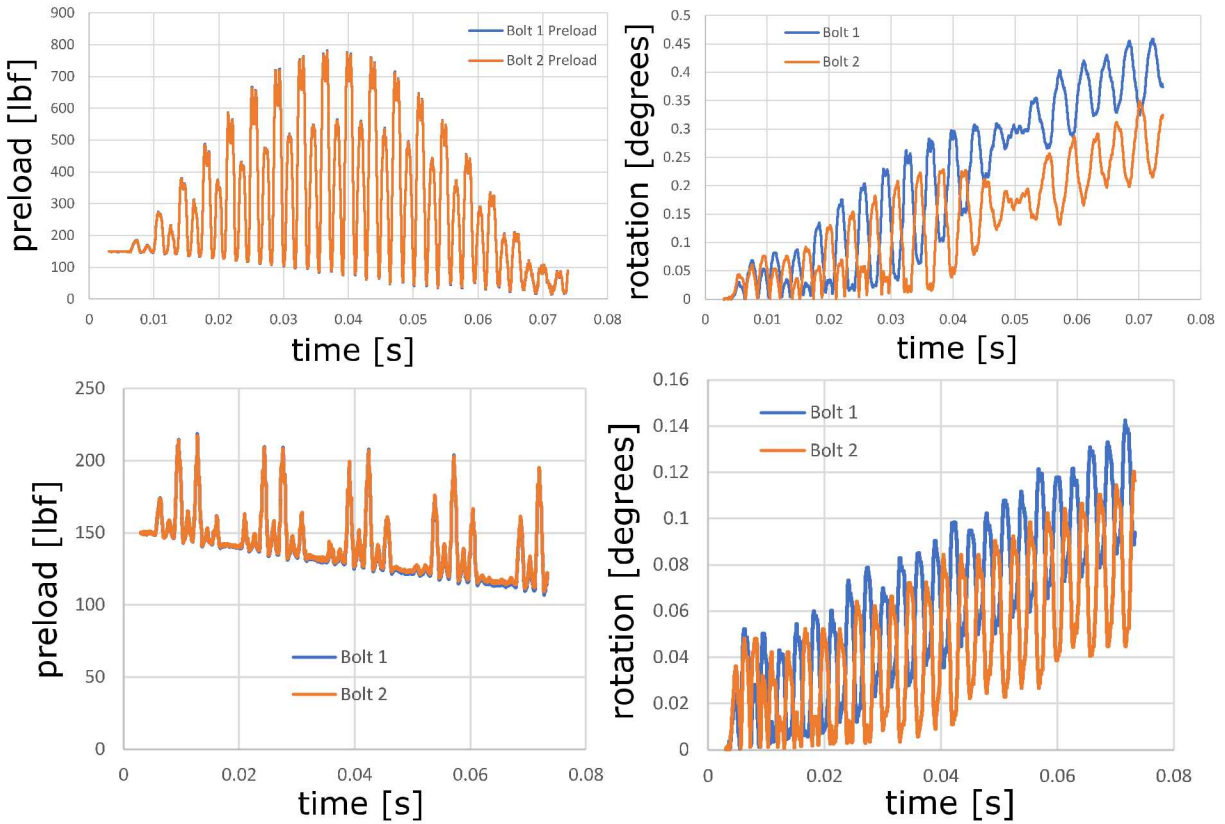 900
800
700
600
500
400
300
200
100
0
preload [lbf]
Bolt 1 Preload
Bolt 2 Preload
0 0.01 0.02 0.03 0.04 0.05 0.06 0.07 0.08
time [s]
0.5
0.45
0.4
0.35
0.3
0.25
0.2
0.15
0.1
0.05
0
rotation [degrees]
Bolt 1
Bolt 2
0 0.01 0.02 0.03 0.04 0.05 0.06 0.07 0.08
time [s]
250
200
150
100
50
0
preload [lbf]
Bolt 1
Bolt 2
0 0.02 0.04 0.06 0.08
time [s]
0.16
0.14
0.12
0.1
0.08
0.06
0.04
0.02
0
rotation [degrees]
Bolt 1
Bolt 2
0 0.02 0.04 0.06 0.08
time [s]